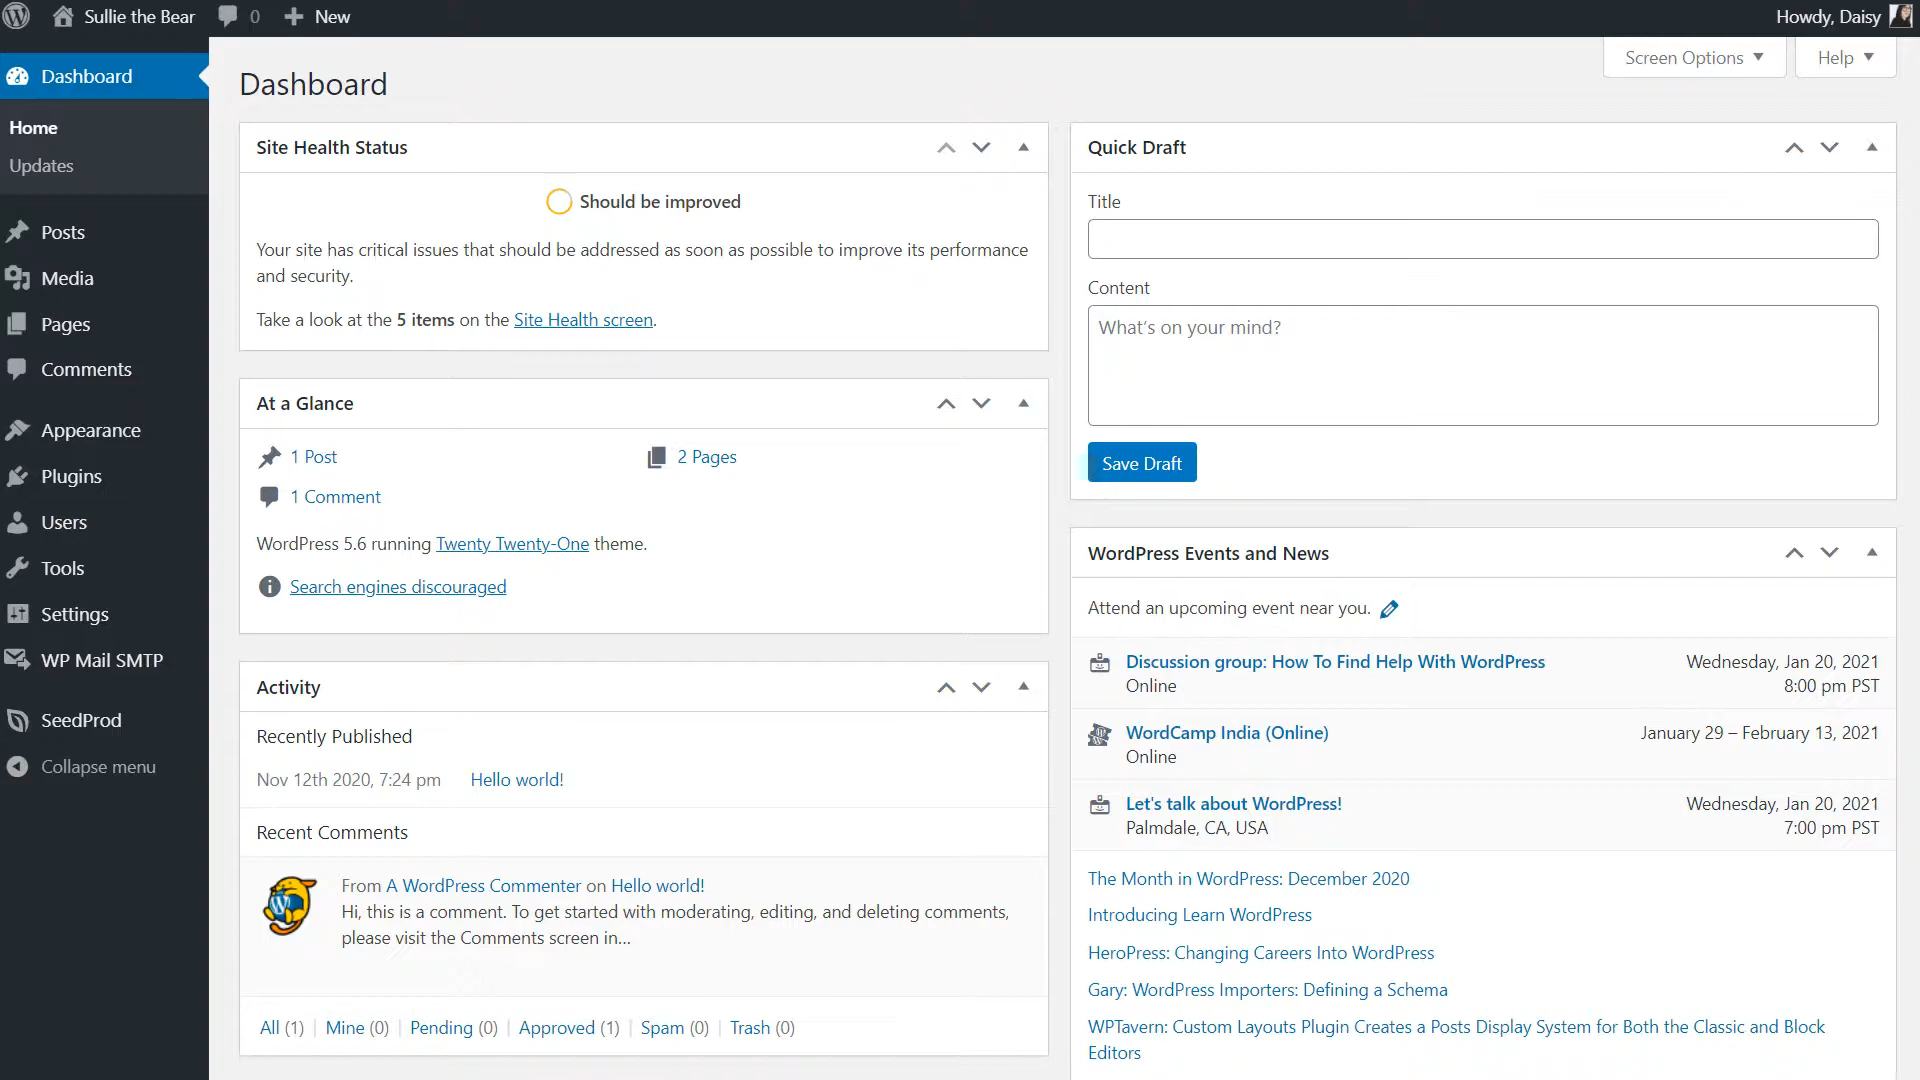 Sullie the Bear
0
New
Howdy, Daisy
Dashboard
Home
Updates
Posts
Media
Pages
Comments
Appearance
Plugins
Users
Tools
Settings
WP Mail SMTP
SeedProd
Collapse menu
Screen Options
Help
Dashboard
Site Health Status
Should be improved
Your site has critical issues that should be addressed as soon as possible to improve its performance
and security.
Take a look at the 5 items on the Site Health screen.
At a Glance
1 Post
2 Pages
1 Comment
WordPress 5.6 running Twenty Twenty-One theme.
Search engines discouraged
Activity
Recently Published
Nov 12th 2020, 7:24 pm
Hello world!
Recent Comments
From A WordPress Commenter on Hello world!
Hi, this is a comment. To get started with moderating, editing, and deleting comments,
please visit the Comments screen in...
All (1) | Mine (0) | Pending (0) | Approved (1) | Spam (0) | Trash (0)
Quick Draft
Title
Content
What's on your mind?
Save Draft
WordPress Events and News
Attend an upcoming event near you.
Discussion group: How To Find Help With WordPress
Online
Wednesday, Jan 20, 2021
8:00 pm PST
WordCamp India (Online)
Online
January 29 – February 13, 2021
Let's talk about WordPress!
Palmdale, CA, USA
Wednesday, Jan 20, 2021
7:00 pm PST
The Month in WordPress: December 2020
Introducing Learn WordPress
HeroPress: Changing Careers Into WordPress
Gary: WordPress Importers: Defining a Schema
WPTavern: Custom Layouts Plugin Creates a Posts Display System for Both the Classic and Block
Editors